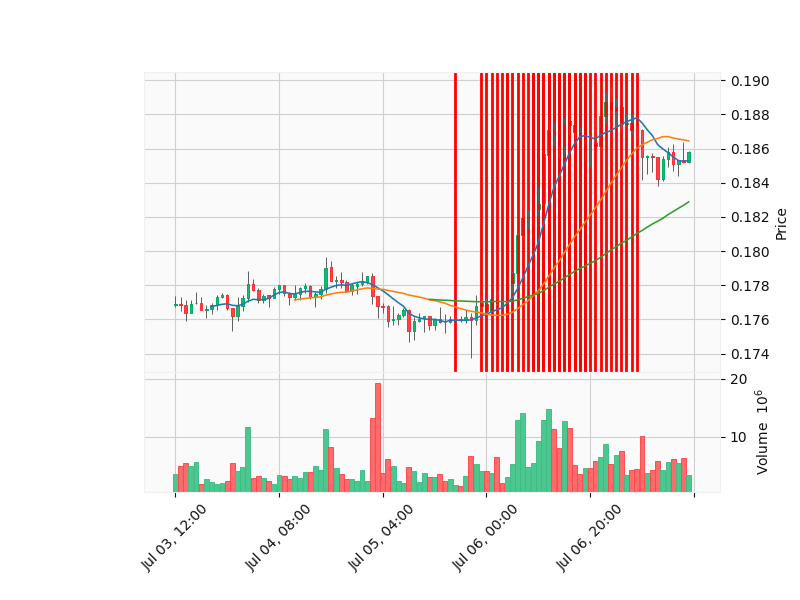 0.190
0.188
0.186
0.184
0.182
0.180
0.178
0.176
0.174
Price
20
10
Volume 10^6
Jul 03, 12:00
Jul 04, 08:00
Jul 05, 04:00
Jul 06, 00:00
Jul 06, 20:00